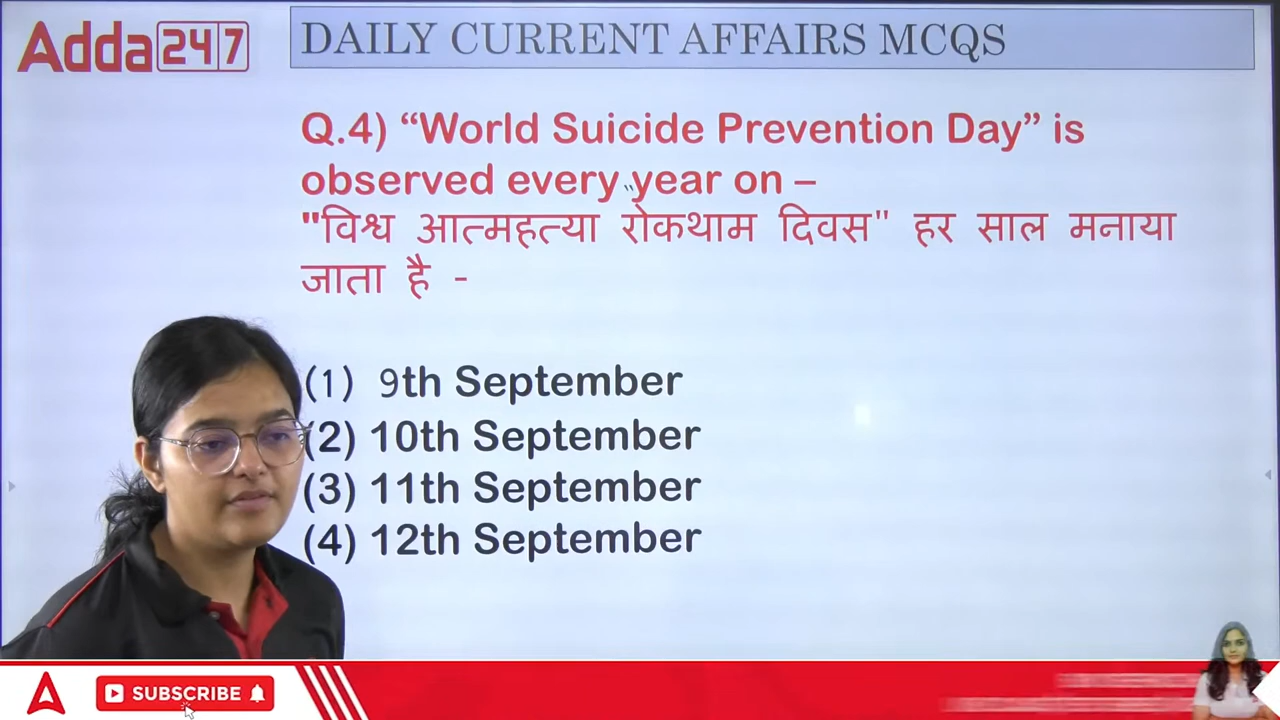 Adda247
DAILY CURRENT AFFAIRS MCQS
Q.4) “World Suicide Prevention Day” is
observed every year on –
"विश्व आत्महत्या रोकथाम दिवस" हर साल मनाया
जाता है -
(1) 9th September
(2) 10th September
(3) 11th September
(4) 12th September
SUBSCRIBE